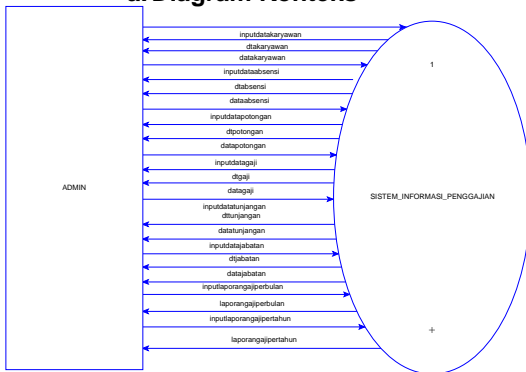 a. Diagram Konteks
inputdatakaryawan
dtakaryawan
datakaryawan
inputdataabsensi
dtabsensi
dataabsensi
inputdatapotongan
dtpotongan
datapotongan
inputdatagaji
dtgaji
datagaji
inputdatatunjangan
dttunjangan
datatunjangan
inputdatajabatan
dtjabatan
datajabatan
inputlaporangajiperbulan
laporangajiperbulan
inputlaporangajipertahun
laporangajipertahun
ADMIN
1
SISTEM_INFORMASI_PENGGAJIAN
+